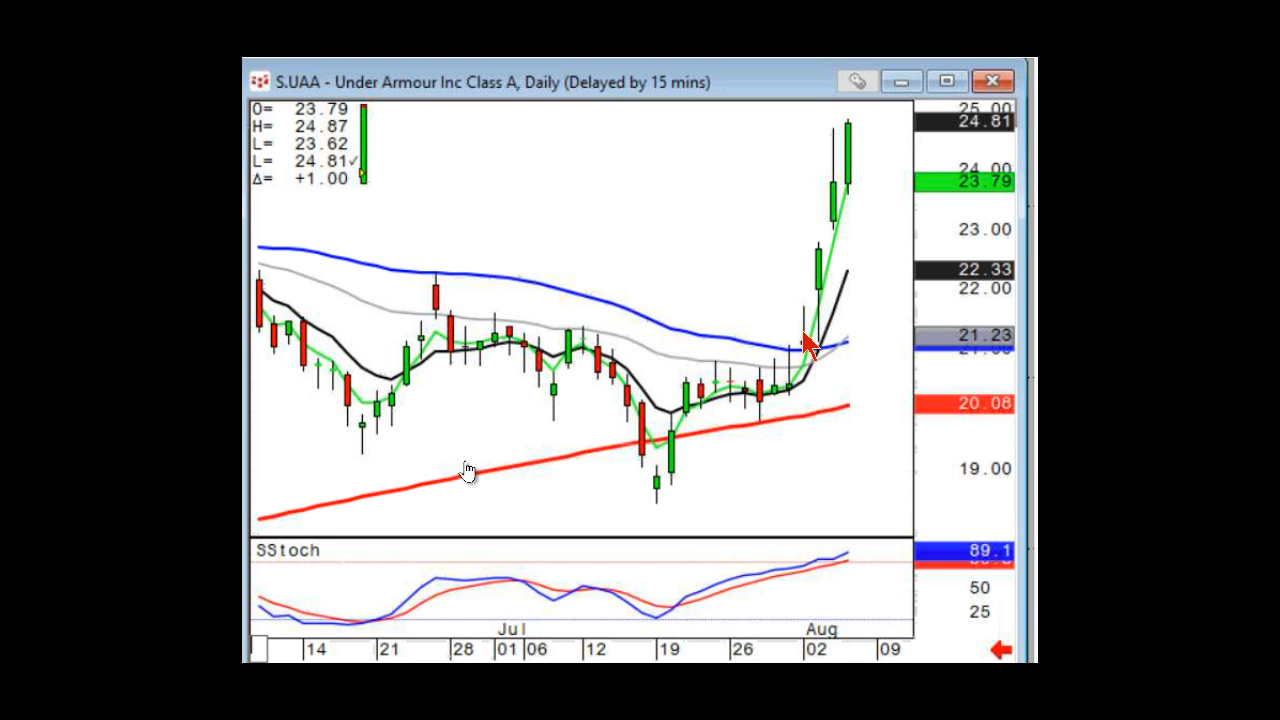 S.UAA - Under Armour Inc Class A, Daily (Delayed by 15 mins)
O= 23.79
H= 24.87
L= 23.62
L= 24.81✓
Δ= +1.00
25.00
24.81
24.00
23.79
23.00
22.33
22.00
21.23
20.08
19.00
SStoch
89.1
50
25
Jul Aug
14 21 28 01 06 12 19 26 02 09